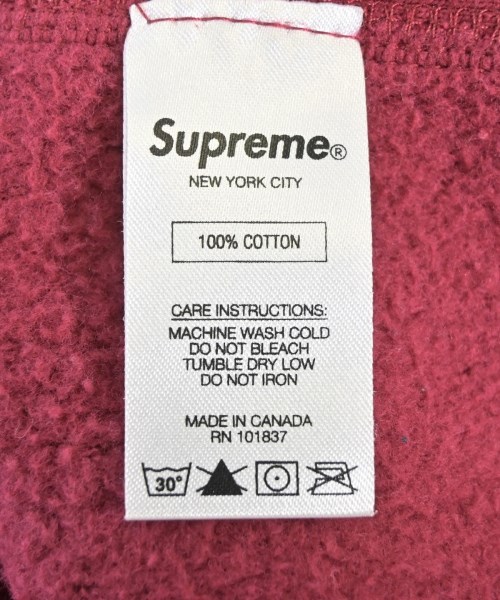 Supreme®
NEW YORK CITY
100% COTTON
CARE INSTRUCTIONS:
MACHINE WASH COLD
DO NOT BLEACH
TUMBLE DRY LOW
DO NOT IRON
MADE IN CANADA
RN 101837
30°